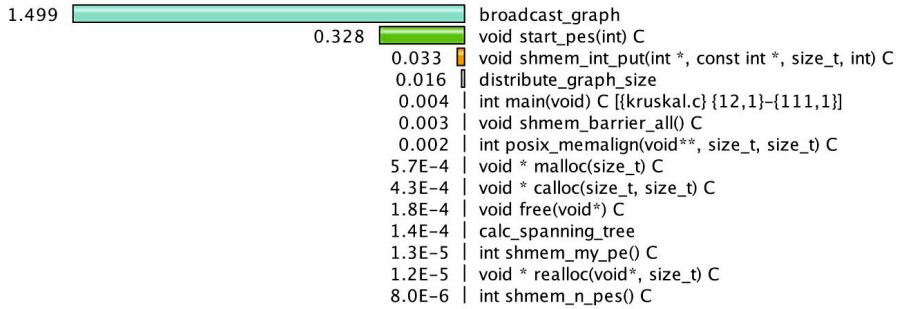 1.499 broadcast_graph
0.328 void start_pes(int) C
0.033 void shmem_int_put(int *, const int *, size_t, int) C
0.016 distribute_graph_size
0.004 int main(void) C [{kruskal.c} {12,1}-{111,1}]
0.003 void shmem_barrier_all() C
0.002 int posix_memalign(void**, size_t, size_t) C
5.7E-4 void * malloc(size_t) C
4.3E-4 void * calloc(size_t, size_t) C
1.8E-4 void free(void*) C
1.4E-4 calc_spanning_tree
1.3E-5 int shmem_my_pe() C
1.2E-5 void * realloc(void*, size_t) C
8.0E-6 int shmem_n_pes() C